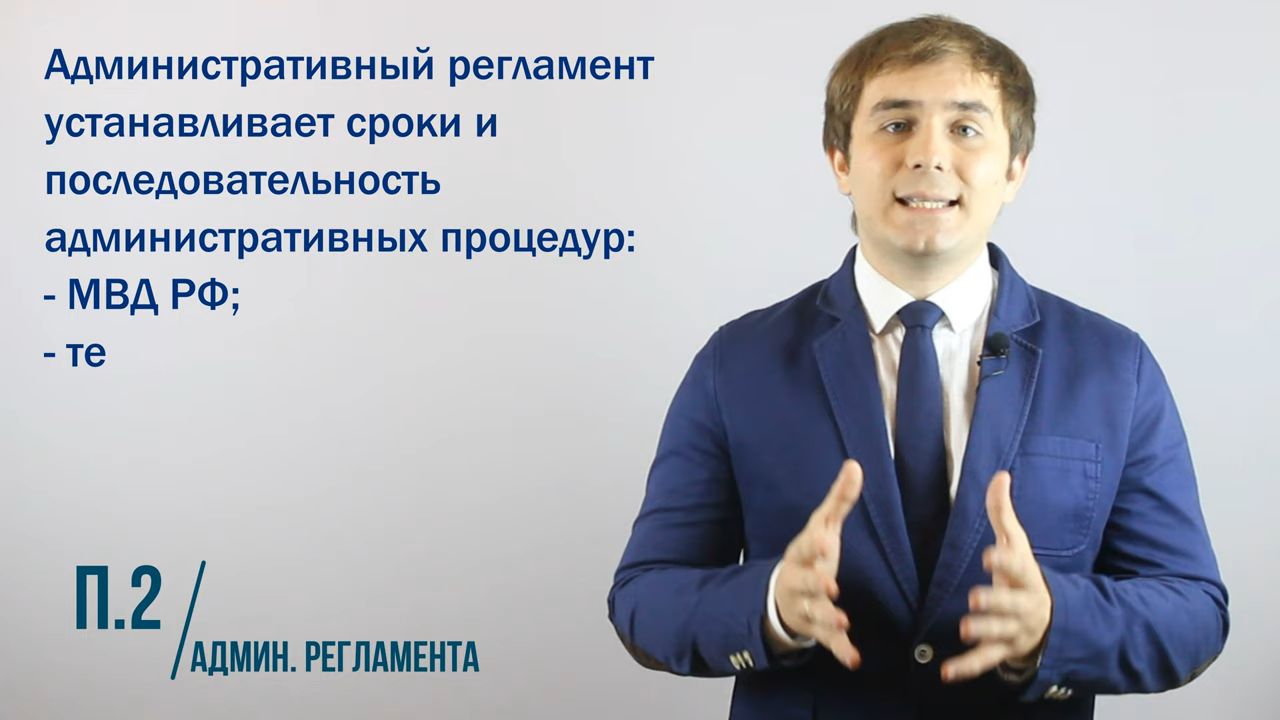 Административный регламент
устанавливает сроки и
последовательность
административных процедур:
- МВД РФ;
- те
П.2
АДМИН. РЕГЛАМЕНТА